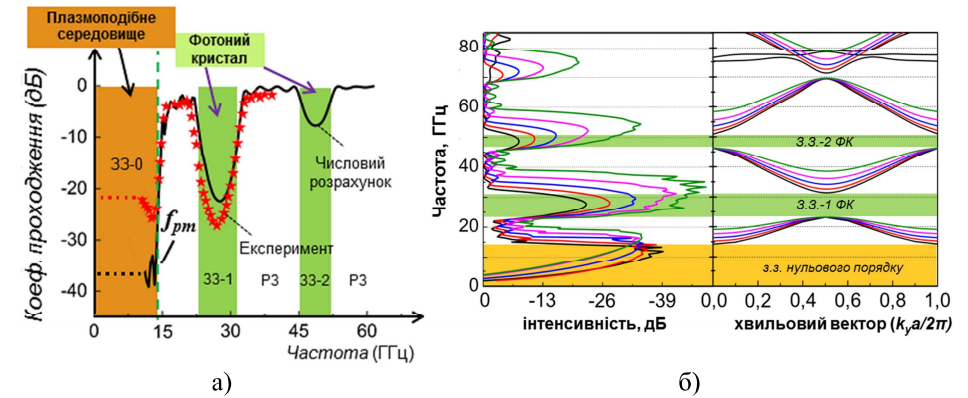 Плазмоподібне
середовище
Фотоний
кристал
Коеф. проходження (дБ)
0
-10
-20
-30
-40
ЗЗ-0
fpm
Числовий
розрахунок
Експеримент
ЗЗ-1
РЗ
ЗЗ-2
РЗ
0
15
30
45
60
Частота (ГГц)
а)
Частота, ГГц
80
60
40
20
0
0
-13
-26
-39
інтенсивність, дБ
З.З.-2 ФК
З.З.-1 ФК
з.з. нульового порядку
0,0
0,2
0,4
0,6
0,8
1,0
хвильовий вектор (kya/2π)
б)